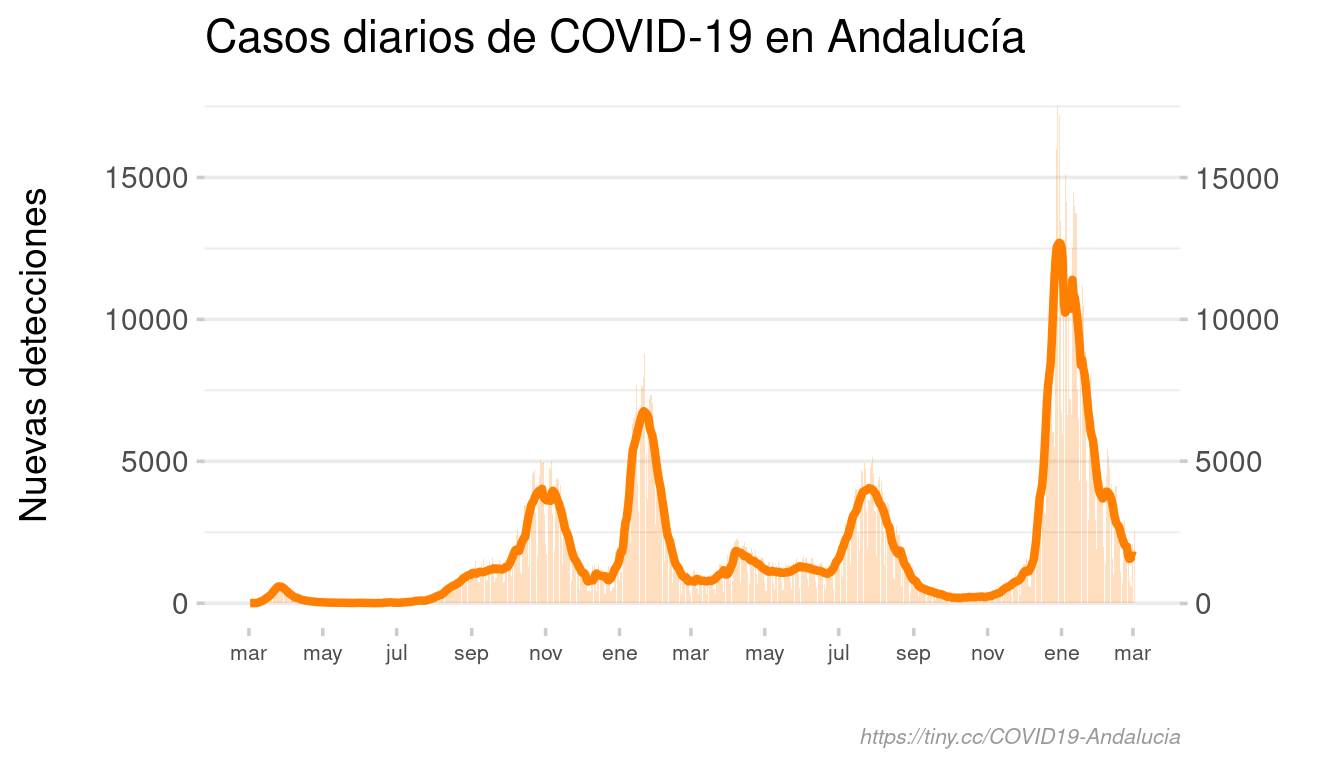 Casos diarios de COVID-19 en Andalucía
Nuevas detecciones
15000
10000
5000
0
15000
10000
5000
0
mar may jul sep nov ene mar may jul sep nov ene mar
https://tiny.cc/COVID19-Andalucia